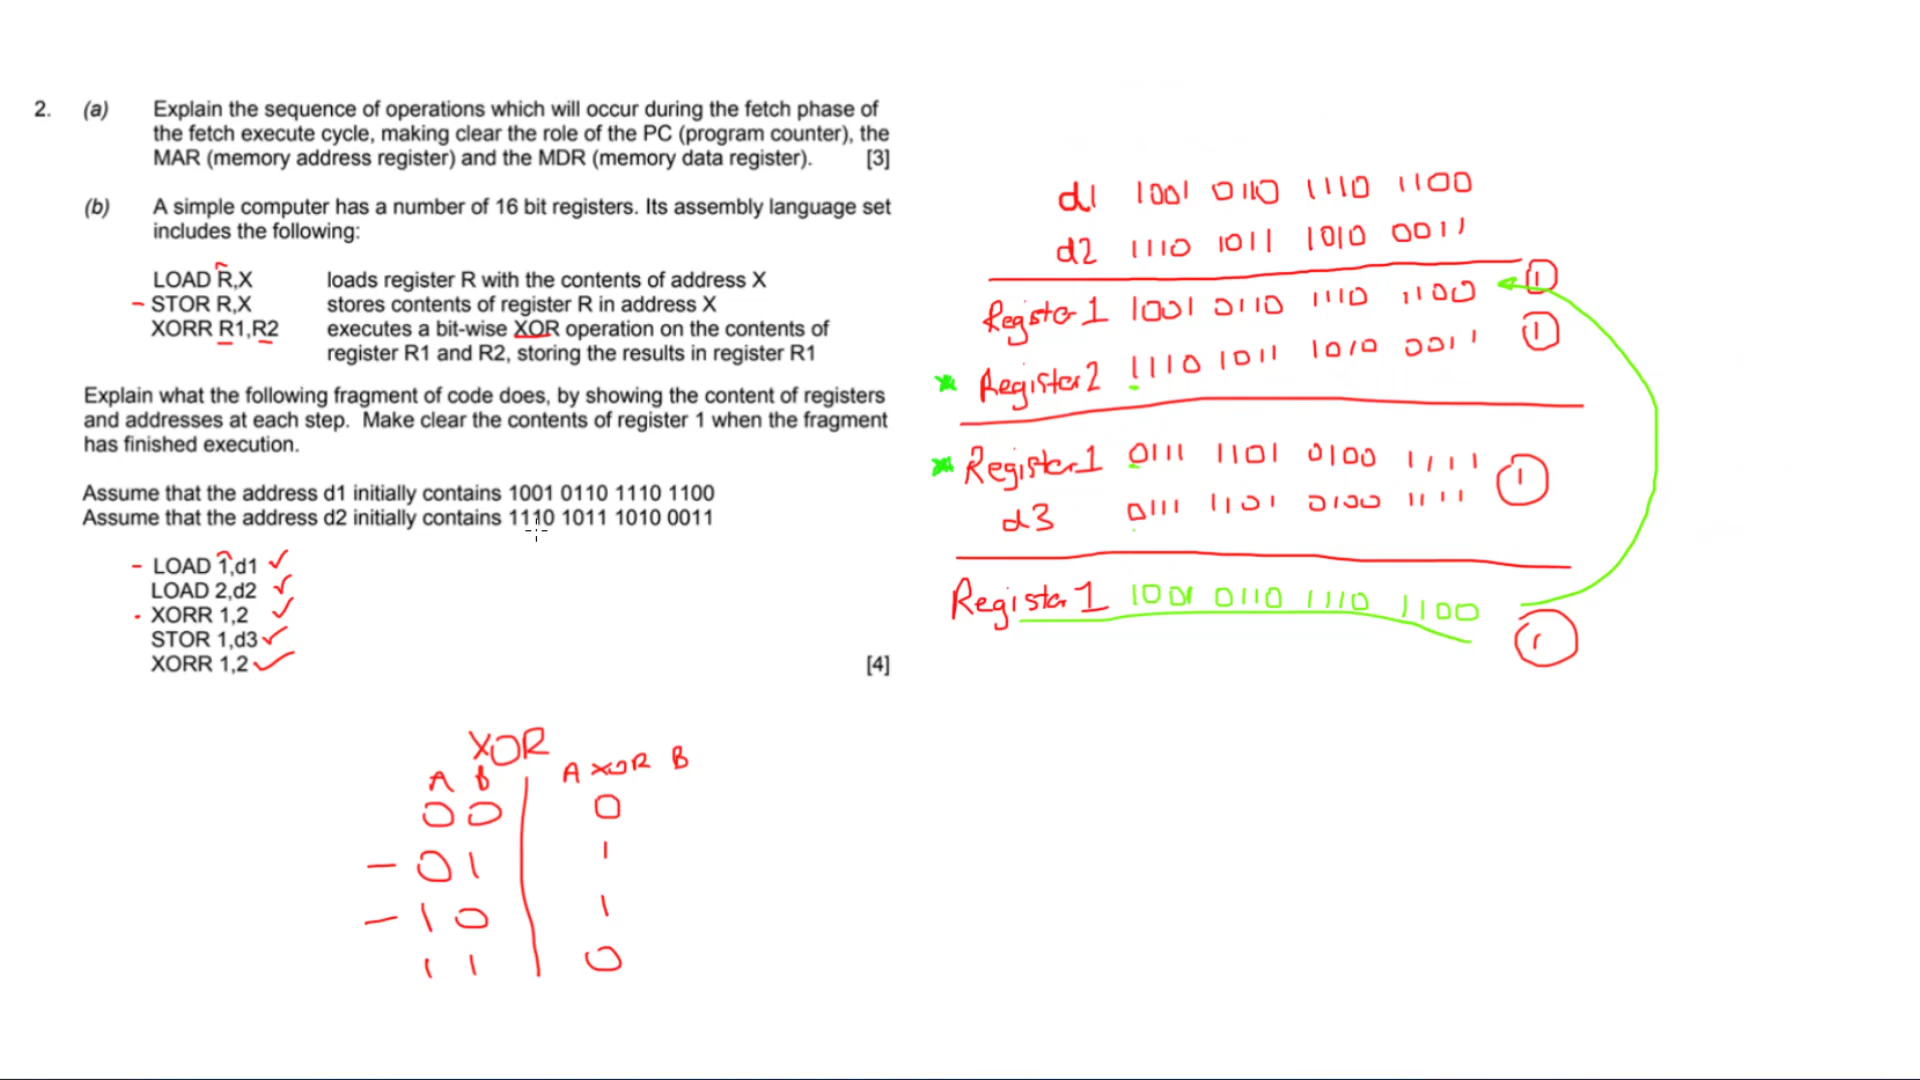 2. (a) Explain the sequence of operations which will occur during the fetch phase of
the fetch execute cycle, making clear the role of the PC (program counter), the
MAR (memory address register) and the MDR (memory data register). [3]
(b) A simple computer has a number of 16 bit registers. Its assembly language set
includes the following:
LOAD R,X loads register R with the contents of address X
- STOR R,X stores contents of register R in address X
XORR R1,R2 executes a bit-wise XOR operation on the contents of
register R1 and R2, storing the results in register R1
Explain what the following fragment of code does, by showing the content of registers
and addresses at each step. Make clear the contents of register 1 when the fragment
has finished execution.
Assume that the address d1 initially contains 1001 0110 1110 1100
Assume that the address d2 initially contains 1110 1011 1010 0011
- LOAD 1,d1 ✓
LOAD 2,d2 ✓
- XORR 1,2 ✓
STOR 1,d3 ✓
XORR 1,2 ✓
[4]
XOR
A B A XOR B
0 0 0
- 0 1 1
- 1 0 1
1 1 0
d1 1001 0110 1110 1100
d2 1110 1011 1010 0011
Register 1 1001 0110 1110 1100 1
* Register 2 1110 1011 1010 0011 1
* Register 1 0111 1101 0100 1111 1
d3 0111 1101 0100 1111
Register 1 1001 0110 1110 1100 1